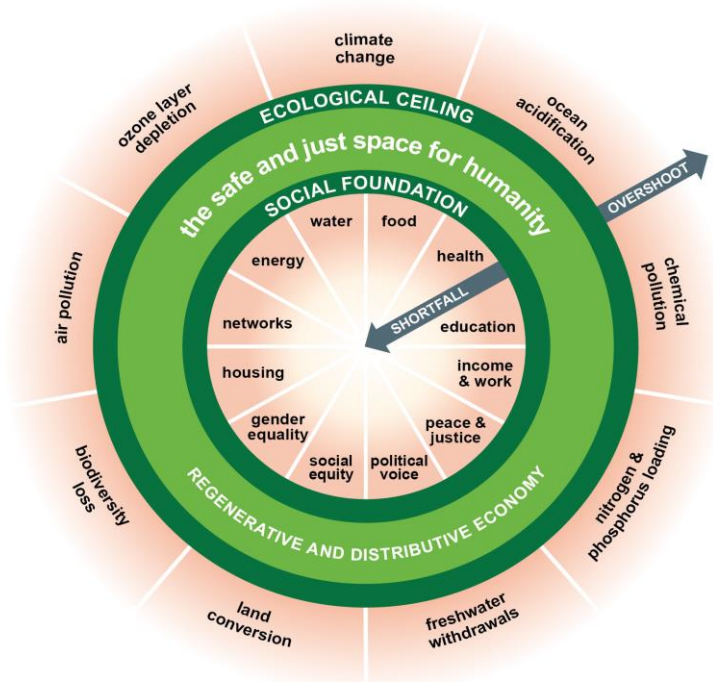 climate
change
ocean
acidification
ozone layer
depletion
ECOLOGICAL CEILING
the safe and just space for humanity
OVERSHOOT
SOCIAL FOUNDATION
water
food
energy
health
chemical
pollution
air pollution
SHORTFALL
networks
education
housing
income
& work
gender
equality
peace &
justice
social
equity
political
voice
biodiversity
loss
nitrogen &
phosphorus loading
REGENERATIVE AND DISTRIBUTIVE ECONOMY
land
conversion
freshwater
withdrawals